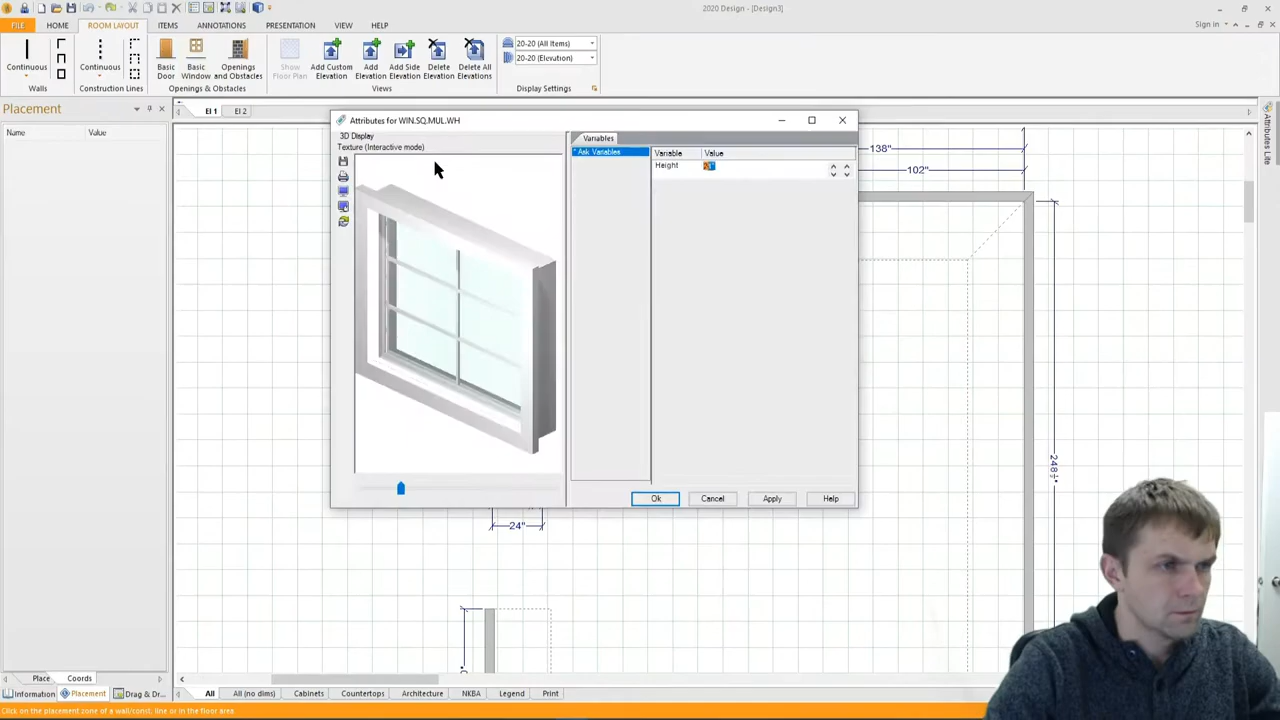 2020 Design - [Design3]
FILE
HOME
ROOM LAYOUT
ITEMS
ANNOTATIONS
PRESENTATION
VIEW
HELP
Sign in
Continuous
Continuous
Basic Door
Basic Window
Openings and Obstacles
Show Floor Plan
Add Custom Elevation
Add Elevation
Add Side Elevation
Delete Elevation
Delete All Elevations
20-20 (All Items)
20-20 (Elevation)
Walls
Construction Lines
Openings & Obstacles
Views
Display Settings
Placement
El 1
El 2
Name
Value
Attributes for WIN.SQ.MUL.WH
3D Display
Texture (Interactive mode)
Variables
* Ask Variables
Variable
Value
Height
Ok
Cancel
Apply
Help
138"
102"
24"
Attributes Lite
Place
Coords
Information
Placement
Drag & Dr...
All
All (no dims)
Cabinets
Countertops
Architecture
NKBA
Legend
Print
Click on the placement zone of a wall/const. line or in the floor area.